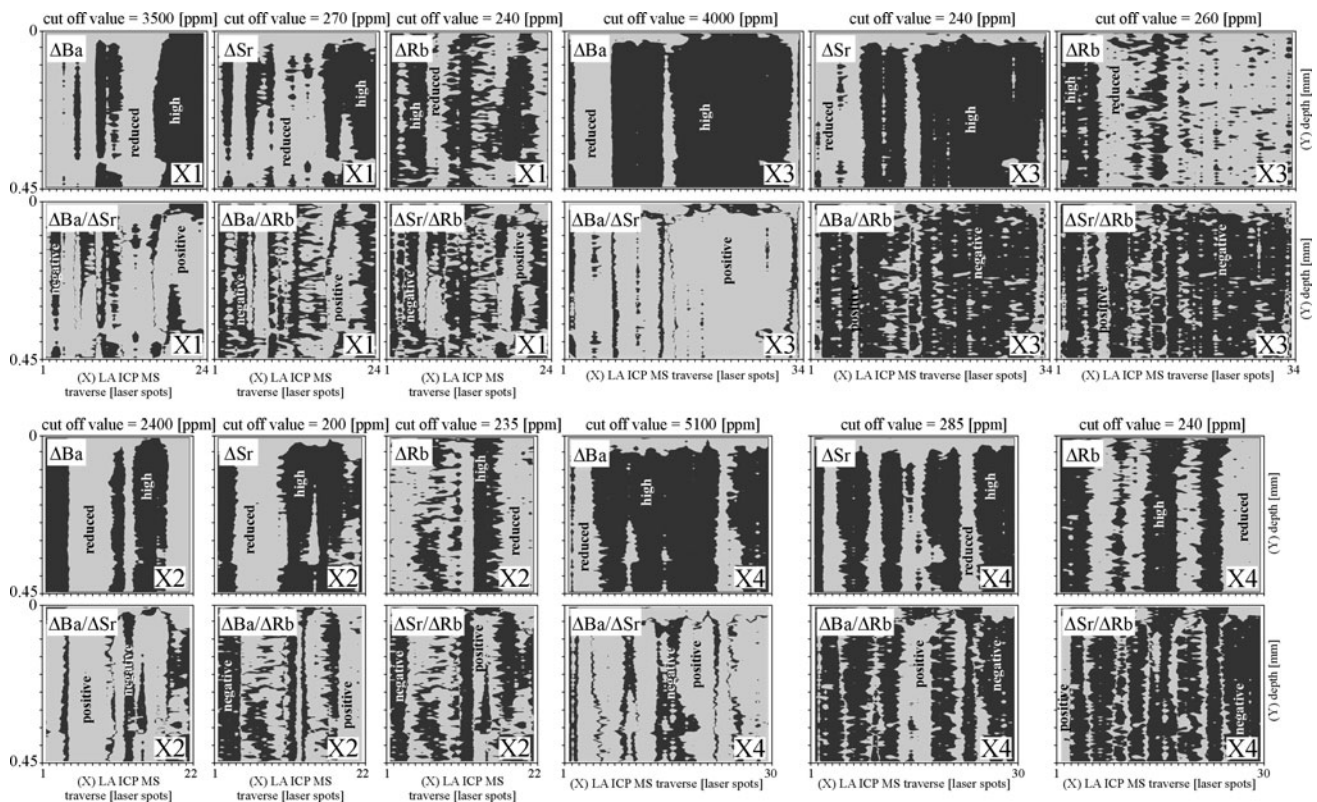 cut off value = 3500 [ppm] cut off value = 270 [ppm] cut off value = 240 [ppm] cut off value = 4000 [ppm] cut off value = 240 [ppm] cut off value = 260 [ppm]
0
ΔBa ΔSr ΔRb ΔBa ΔSr ΔRb
reduced high reduced high high reduced reduced high reduced high high reduced
(Y) depth [mm]
X1 X1 X1 X3 X3 X3
0.45
0
ΔBa/ΔSr ΔBa/ΔRb ΔSr/ΔRb ΔBa/ΔSr ΔBa/ΔRb ΔSr/ΔRb
negative positive negative positive negative positive positive positive negative positive negative
(Y) depth [mm]
X1 X1 X1 X3 X3 X3
0.45
1 24 1 24 1 24 1 34 1 34 1 34
(X) LA ICP MS traverse [laser spots] (X) LA ICP MS traverse [laser spots] (X) LA ICP MS traverse [laser spots] (X) LA ICP MS traverse [laser spots] (X) LA ICP MS traverse [laser spots]
cut off value = 2400 [ppm] cut off value = 200 [ppm] cut off value = 235 [ppm] cut off value = 5100 [ppm] cut off value = 285 [ppm] cut off value = 240 [ppm]
0
ΔBa ΔSr ΔRb ΔBa ΔSr ΔRb
reduced high reduced high high reduced reduced high reduced high high reduced
(Y) depth [mm]
X2 X2 X2 X4 X4 X4
0.45
0
ΔBa/ΔSr ΔBa/ΔRb ΔSr/ΔRb ΔBa/ΔSr ΔBa/ΔRb ΔSr/ΔRb
positive negative negative positive negative positive negative positive positive negative positive negative
(Y) depth [mm]
X2 X2 X2 X4 X4 X4
0.45
1 22 1 22 1 22 1 30 1 30 1 30
(X) LA ICP MS traverse [laser spots] (X) LA ICP MS traverse [laser spots] (X) LA ICP MS traverse [laser spots] (X) LA ICP MS traverse [laser spots] (X) LA ICP MS traverse [laser spots] (X) LA ICP MS traverse [laser spots]